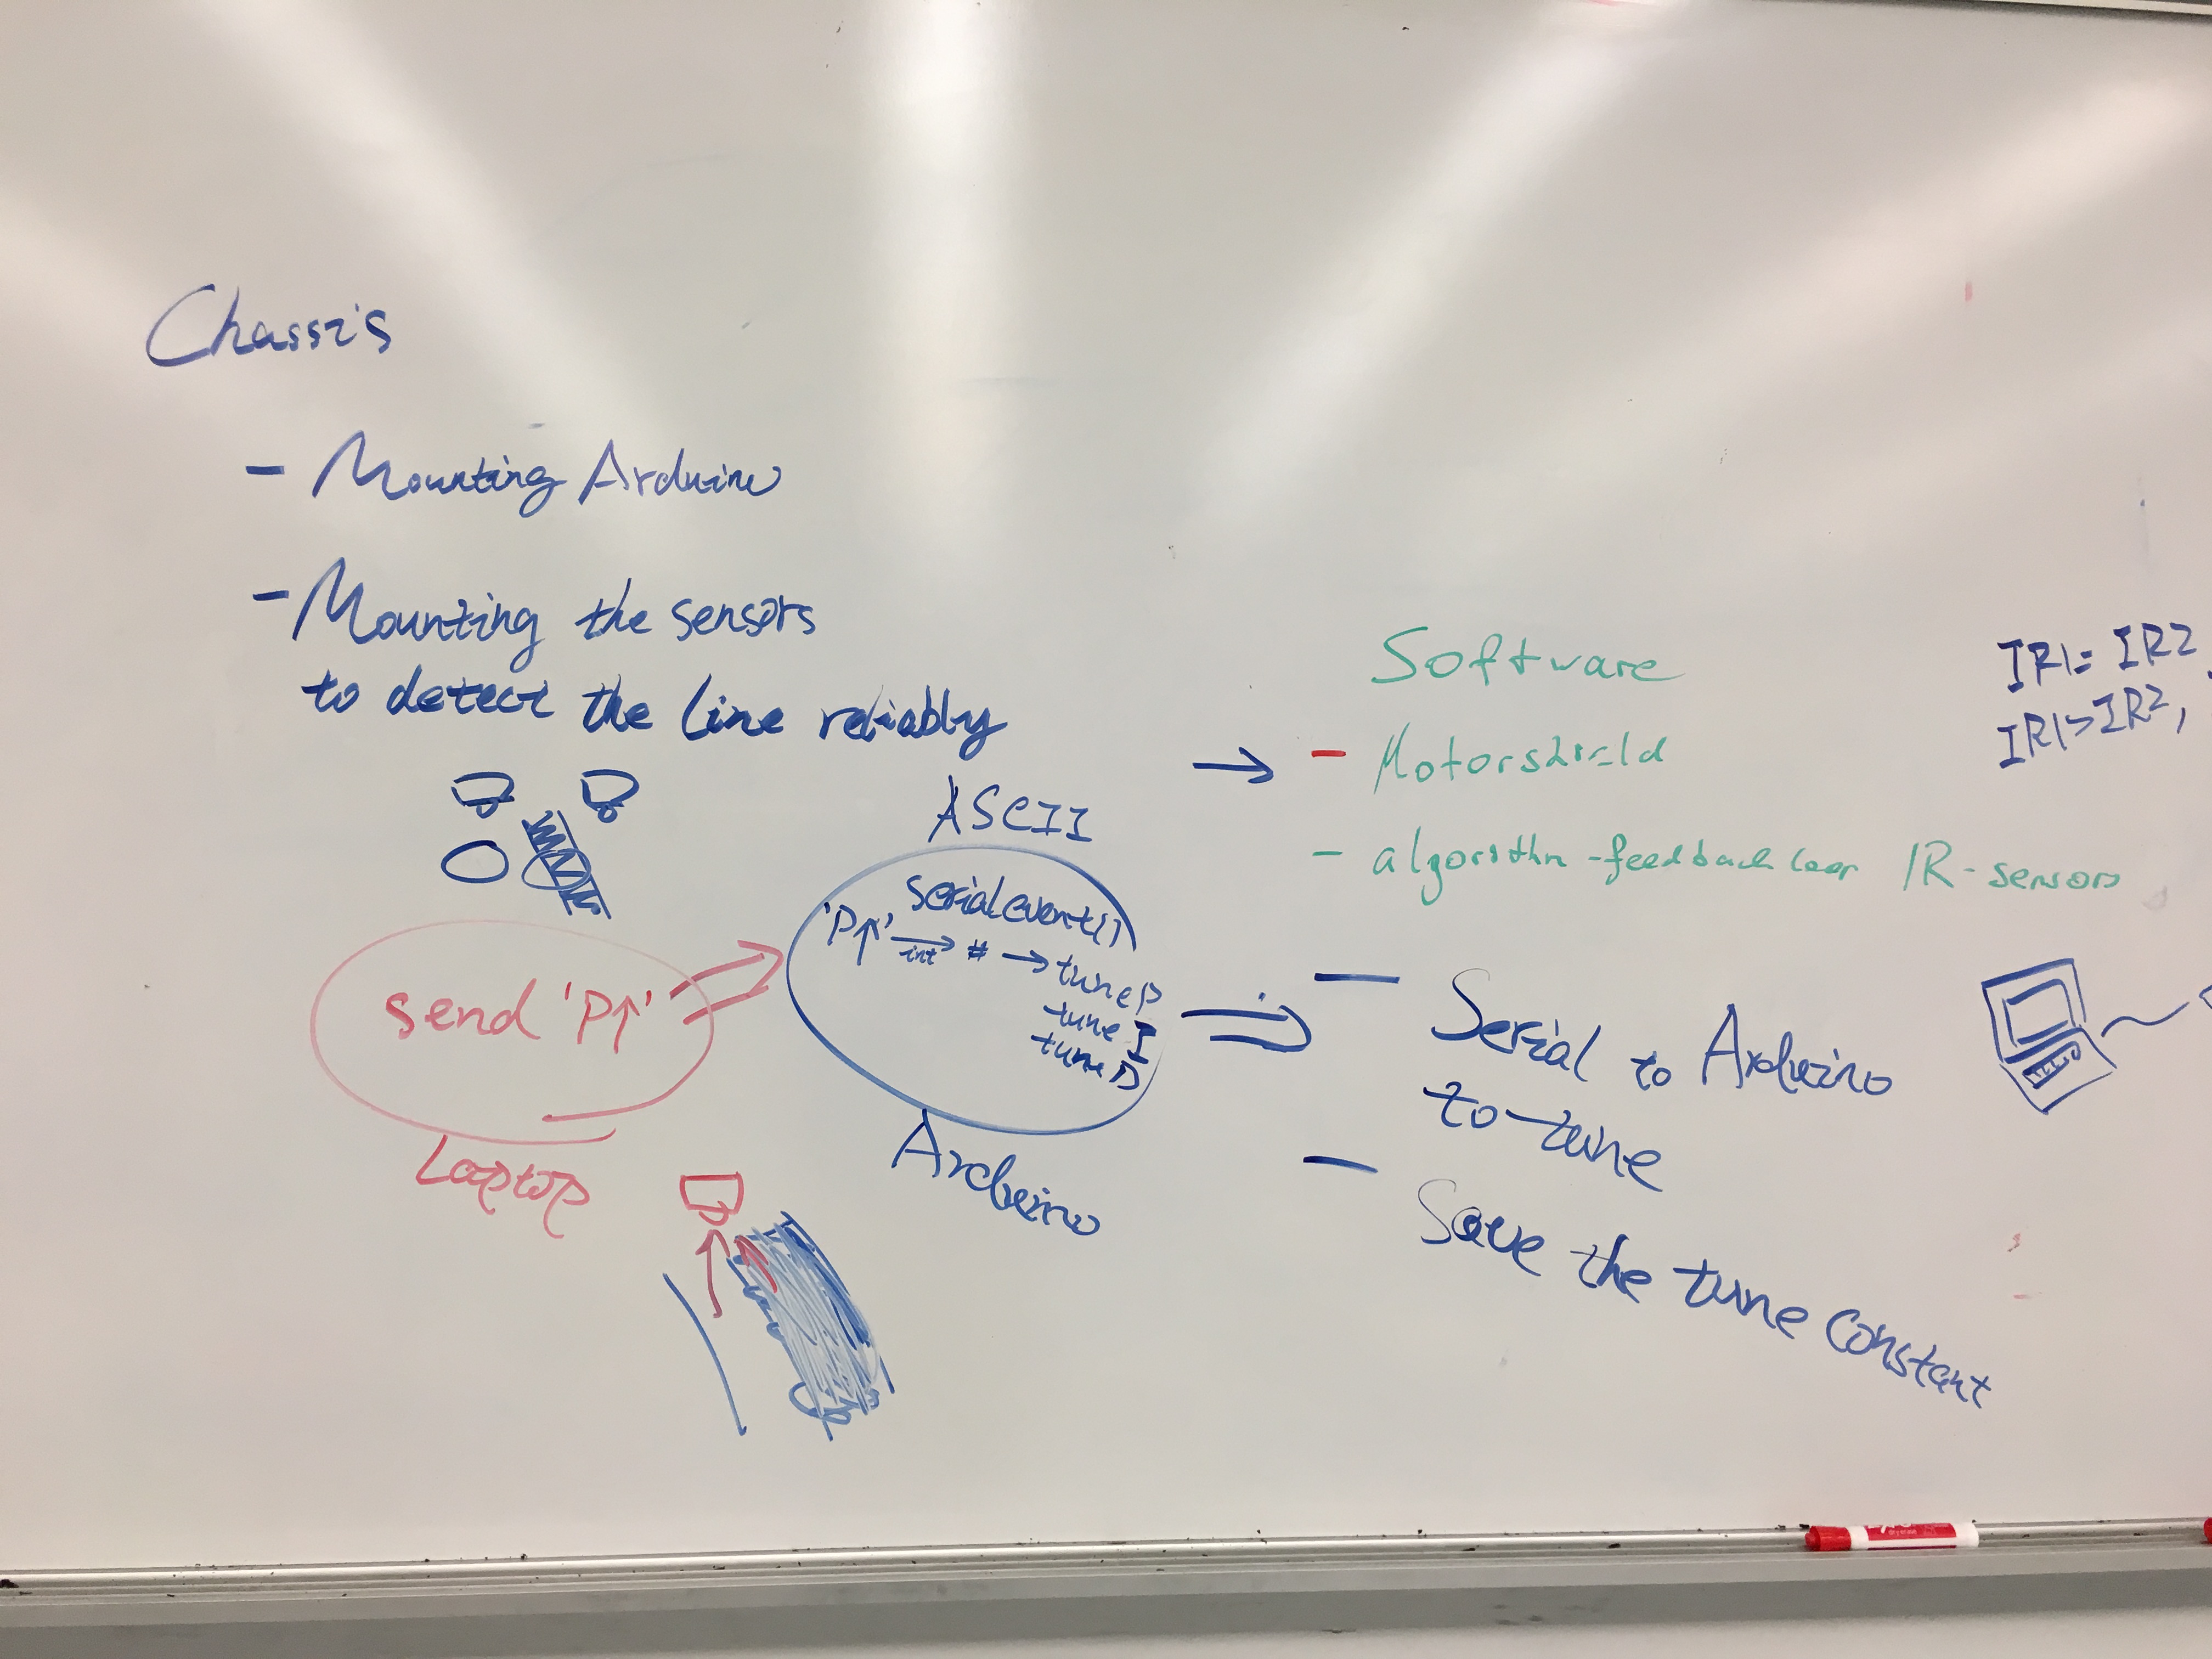 Chassis
- Mounting Arduino
- Mounting the sensors
to detect the line reliably
send 'P↑'
Laptop
ASCII
serialevent()
'P↑' → int # → tune P
tune I
tune D
Arduino
Software
- Motorshield
- algorithm - feedback loop IR-sensors
- Serial to Arduino
to tune
- Save the tune constant
IR1 = IR2,
IR1 > IR2,